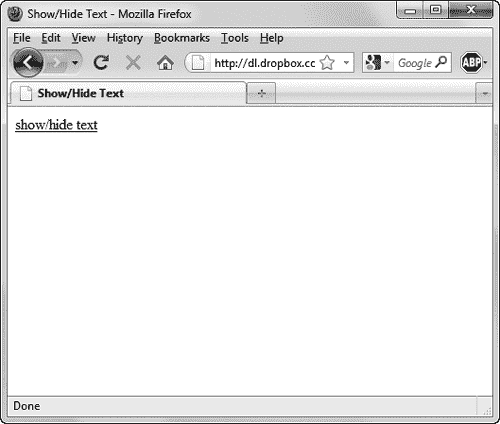 Show/Hide Text - Mozilla Firefox
File Edit View History Bookmarks Tools Help
http://dl.dropbox.cc Google ABP
Show/Hide Text
show/hide text
Done